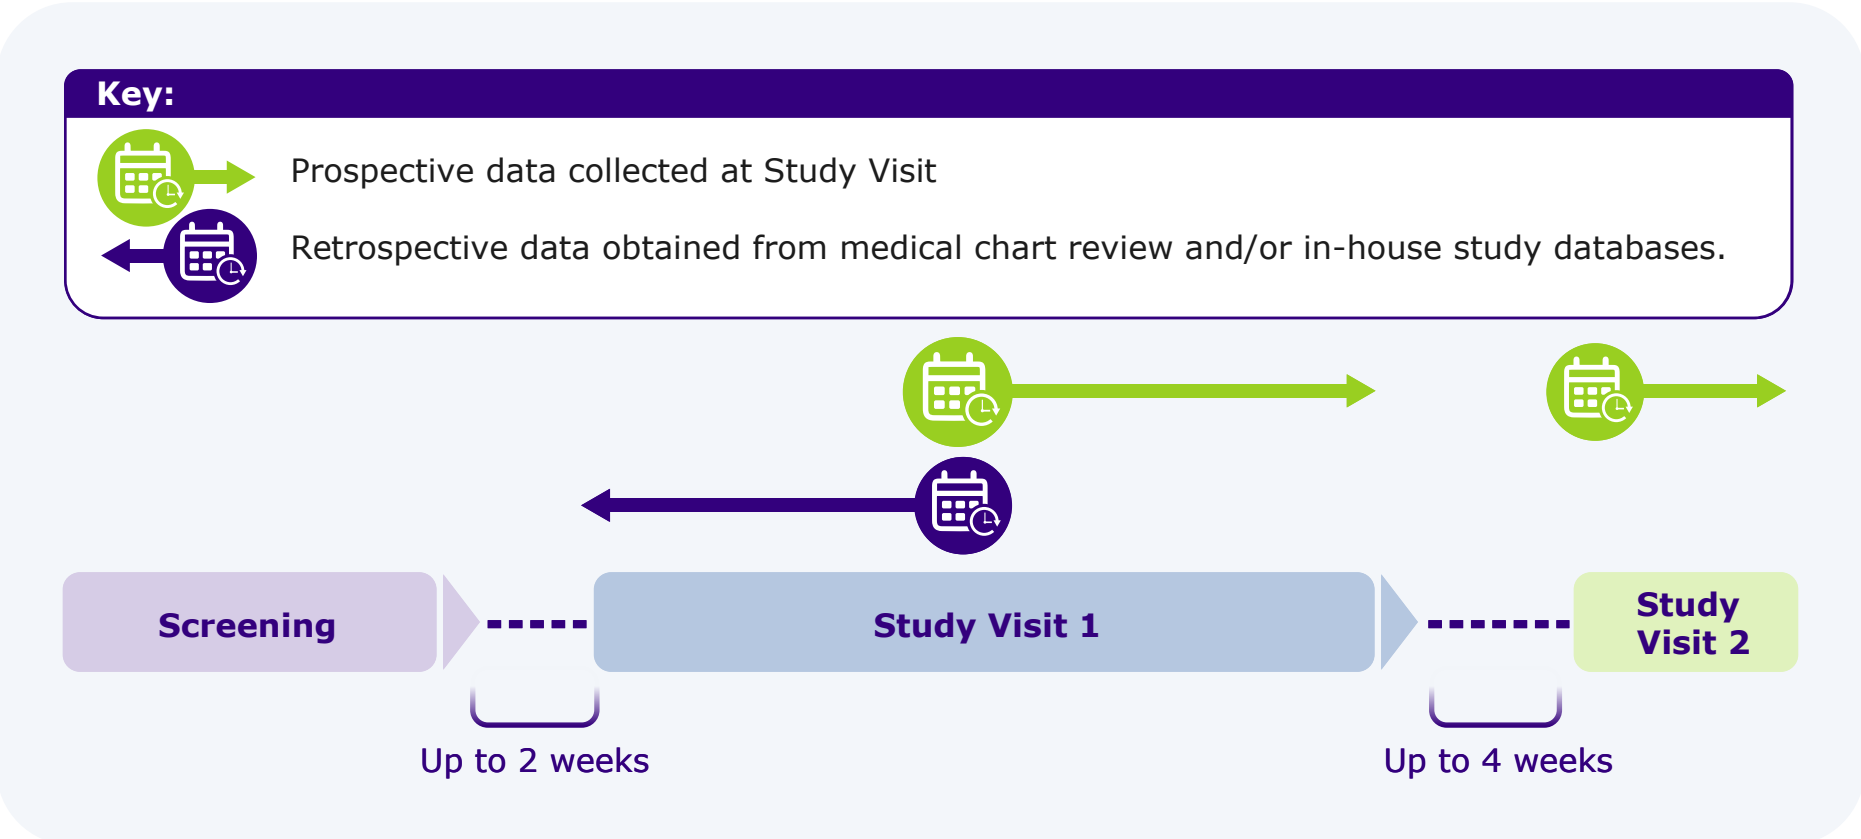 Key:
Prospective data collected at Study Visit
Retrospective data obtained from medical chart review and/or in-house study databases.
Screening
Study Visit 1
Study
Visit 2
Up to 2 weeks
Up to 4 weeks